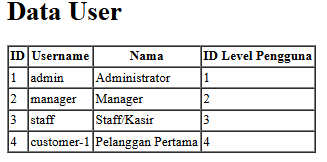 Data User
ID Username Nama ID Level Pengguna
1 admin Administrator 1
2 manager Manager 2
3 staff Staff/Kasir 3
4 customer-1 Pelanggan Pertama 4